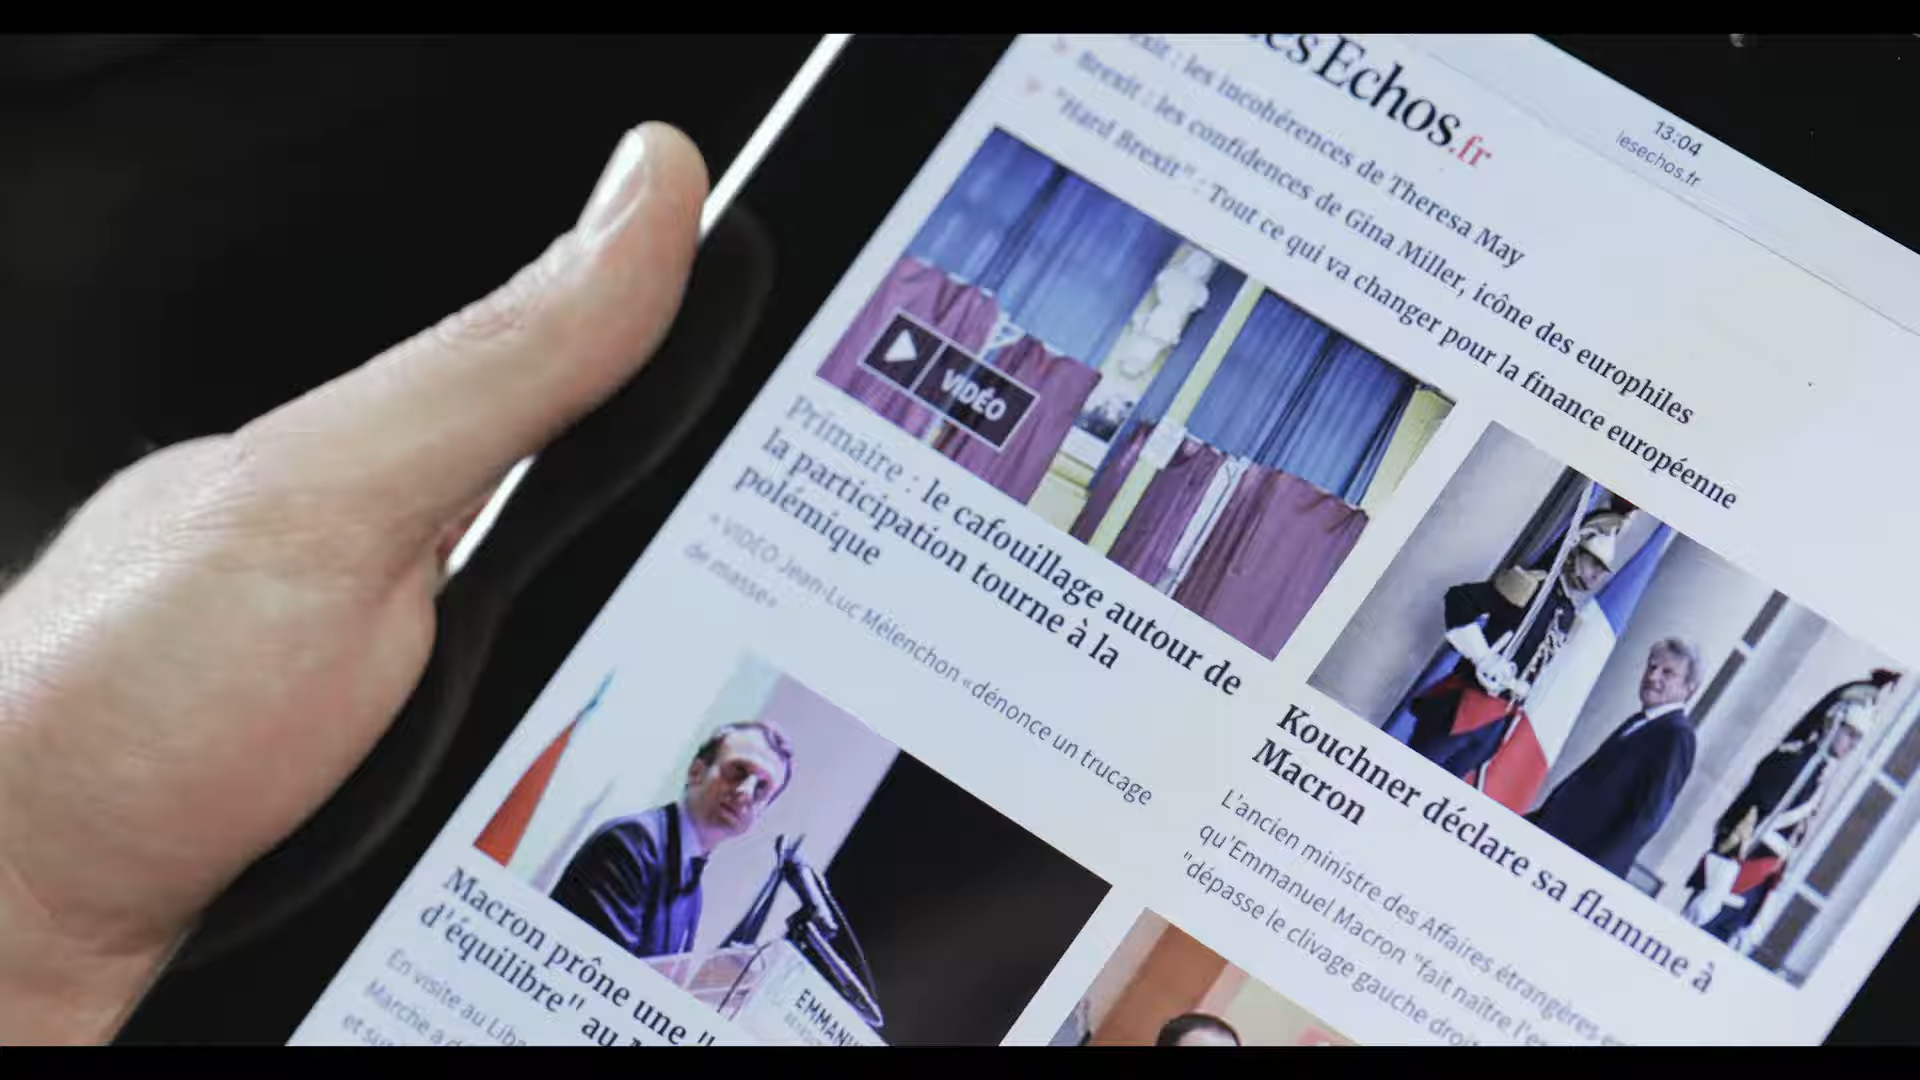 13:04
lesechos.fr
esEchos.fr
: les incohérences de Theresa May
Brexit : les confidences de Gina Miller, icône des europhiles
"Hard Brexit" : Tout ce qui va changer pour la finance européenne
VIDÉO
Primaire : le cafouillage autour de
la participation tourne à la
polémique
« VIDEO Jean-Luc Mélenchon «dénonce un trucage
de masse»
Kouchner déclare sa flamme à
Macron
L'ancien ministre des Affaires étrangères
qu'Emmanuel Macron "fait naître
"dépasse le clivage gauche
EMMANU
Macron prône une "
d'équilibre" au
En visite au
Marche